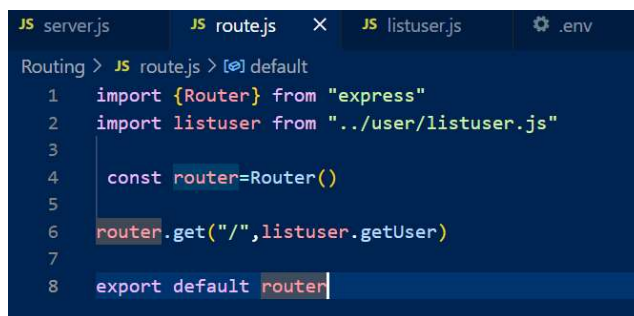 JS server.js JS route.js × JS listuser.js .env
Routing > JS route.js > default
1 import {Router} from "express"
2 import listuser from "../user/listuser.js"
3
4 const router=Router()
5
6 router.get("/",listuser.getUser)
7
8 export default router